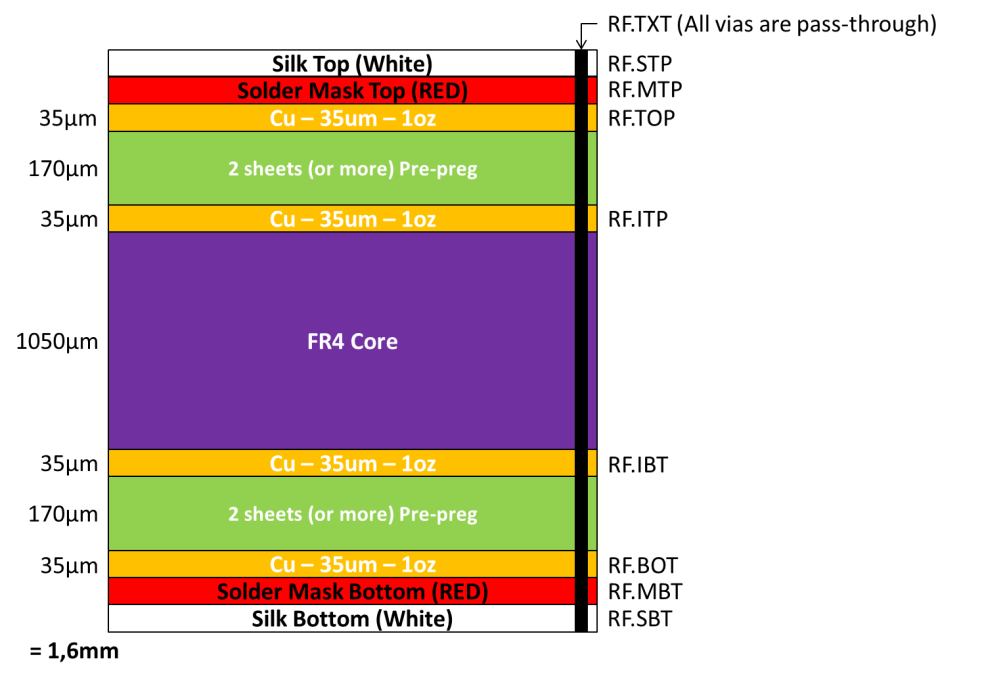 RF.TXT (All vias are pass-through)
Silk Top (White) RF.STP
Solder Mask Top (RED) RF.MTP
35µm Cu – 35um – 1oz RF.TOP
170µm 2 sheets (or more) Pre-preg
35µm Cu – 35um – 1oz RF.ITP
1050µm FR4 Core
35µm Cu – 35um – 1oz RF.IBT
170µm 2 sheets (or more) Pre-preg
35µm Cu – 35um – 1oz RF.BOT
Solder Mask Bottom (RED) RF.MBT
Silk Bottom (White) RF.SBT
= 1,6mm